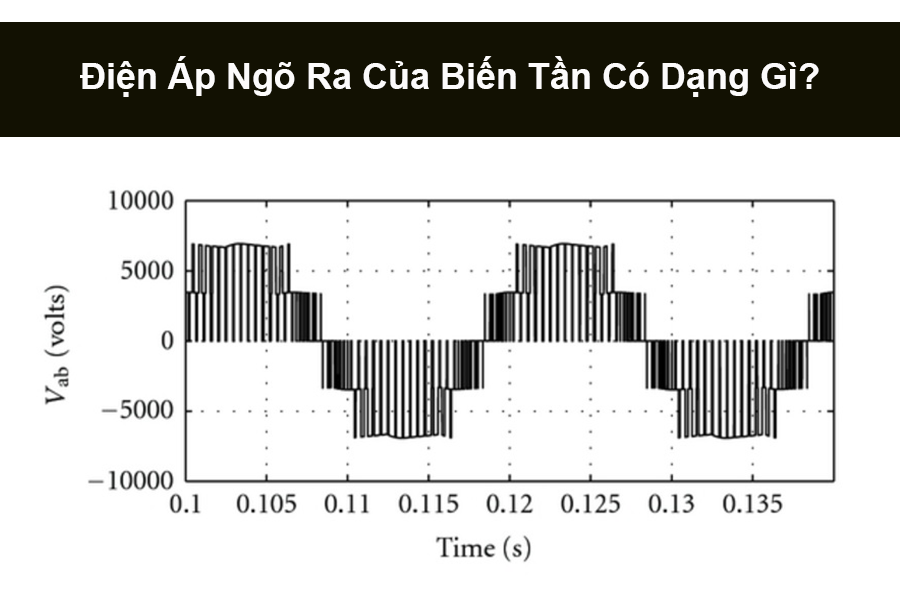 Điện Áp Ngõ Ra Của Biến Tần Có Dạng Gì?
10000
5000
0
−5000
−10000
Vab (volts)
0.1 0.105 0.11 0.115 0.12 0.125 0.13 0.135
Time (s)